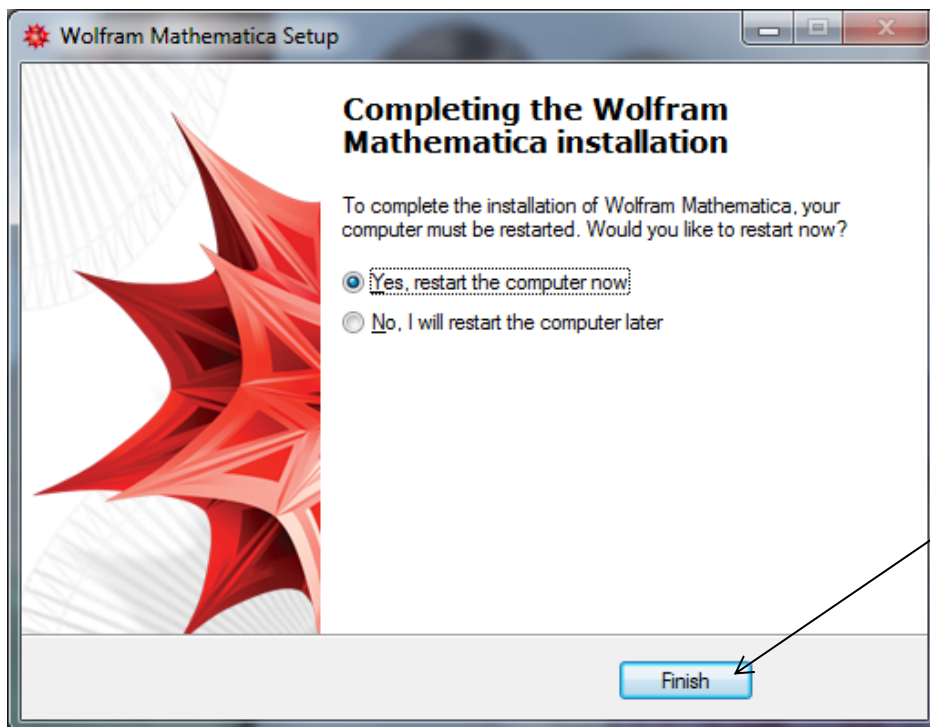 Wolfram Mathematica Setup
Completing the Wolfram
Mathematica installation
To complete the installation of Wolfram Mathematica, your
computer must be restarted. Would you like to restart now?
Yes, restart the computer now
No, I will restart the computer later
Finish